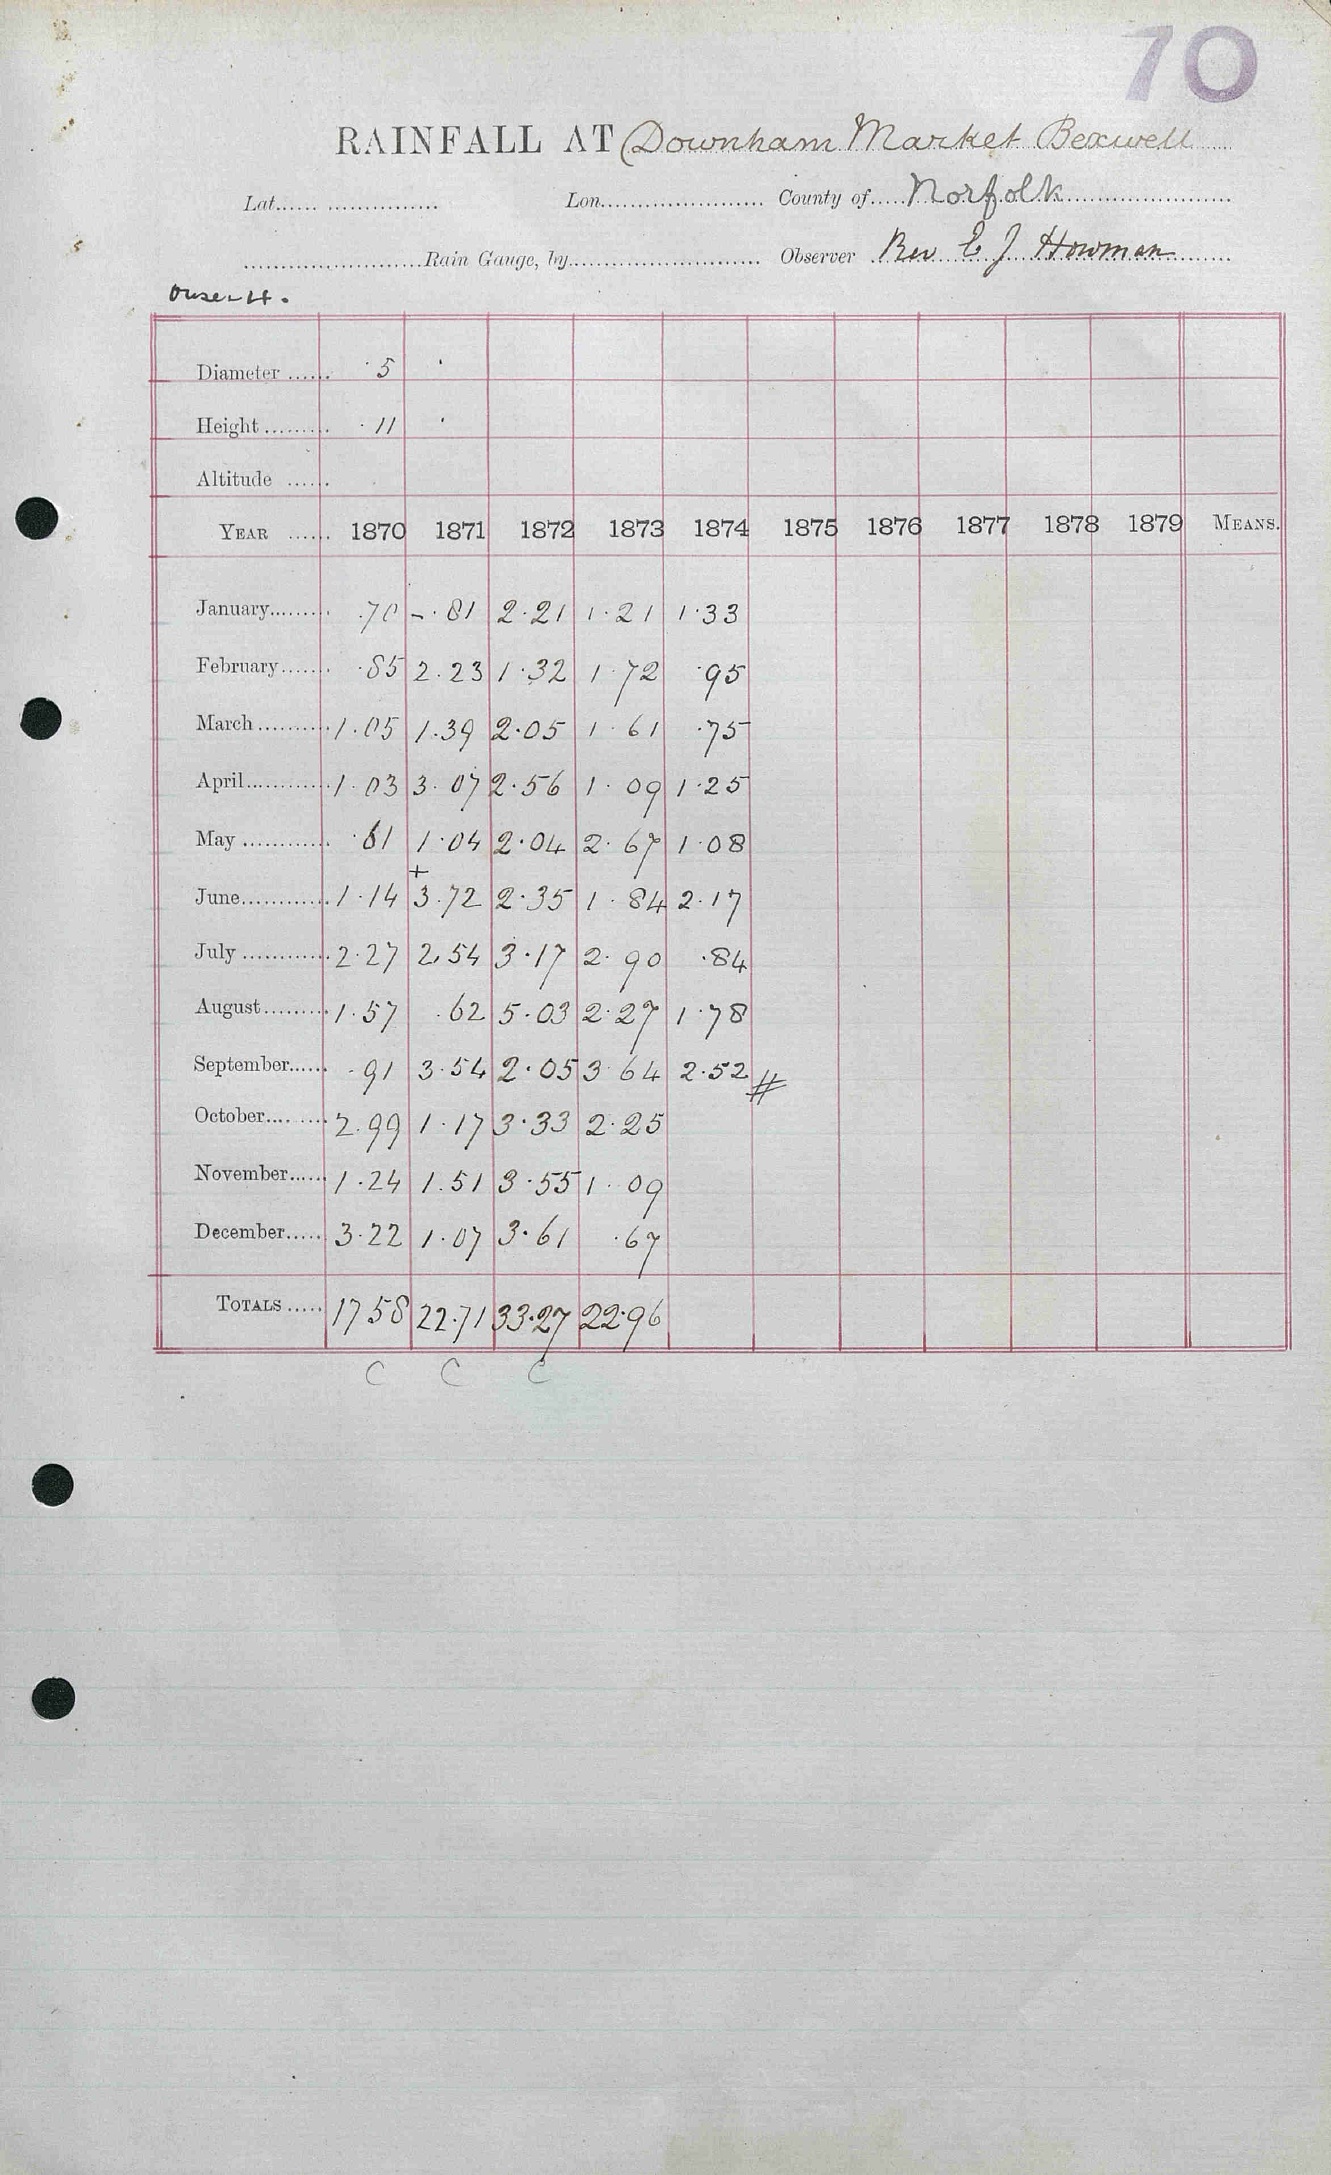 70
RAINFALL AT (Downham Market Bexwell
Lat. Lon. County of Norfolk
Rain Gauge, by Observer Rev E J Howman
Diameter 5
Height 11
Altitude
YEAR 1870 1871 1872 1873 1874 1875 1876 1877 1878 1879 MEANS.
January .70 - .81 2.21 1.21 1.33
February .85 2.23 1.32 1.72 .95
March 1.05 1.39 2.05 1.61 .75
April 1.03 3.07 2.56 1.09 1.25
May .61 1.04 2.04 2.67 1.08
+
June 1.14 3.72 2.35 1.84 2.17
July 2.27 2.54 3.17 2.90 .84
August 1.57 .62 5.03 2.27 1.78
September .91 3.54 2.05 3.64 2.52 #
October 2.99 1.17 3.33 2.25
November 1.24 1.51 3.55 1.09
December 3.22 1.07 3.61 .67
TOTALS 17 58 22.71 33.27 22.96
C C C